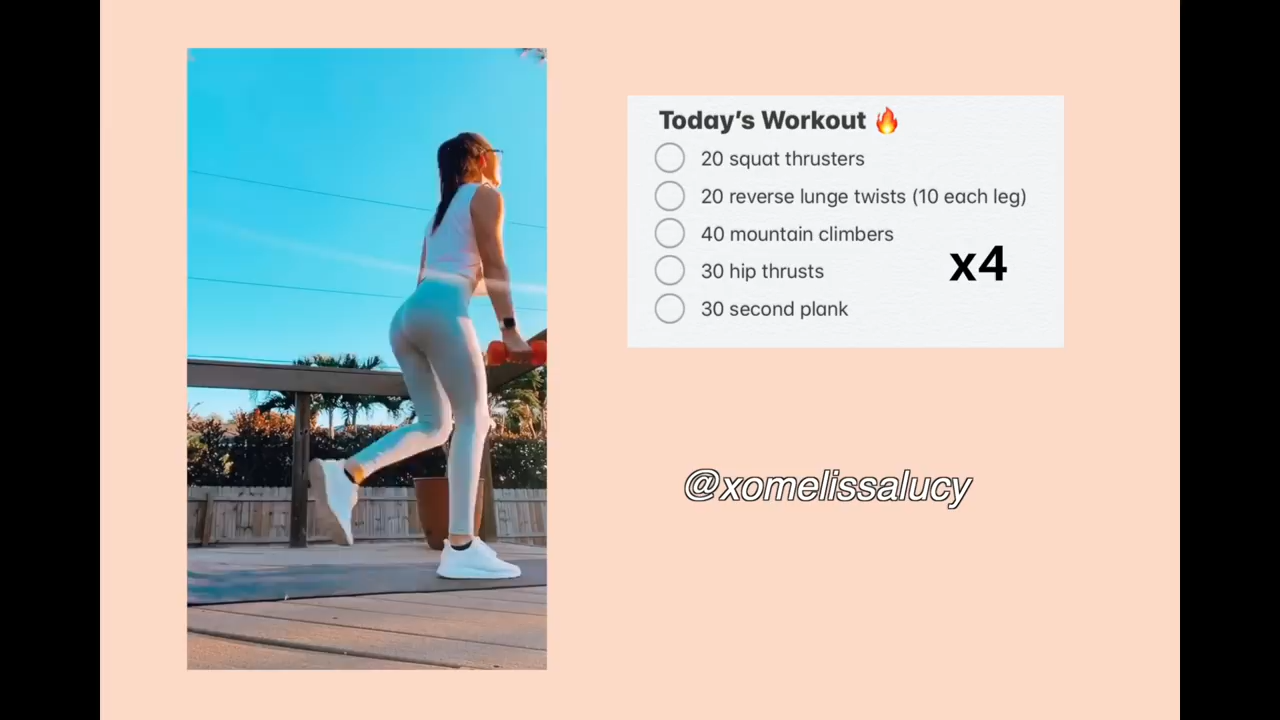 Today's Workout 🔥
20 squat thrusters
20 reverse lunge twists (10 each leg)
40 mountain climbers
30 hip thrusts
30 second plank
x4
@xomelissalucy